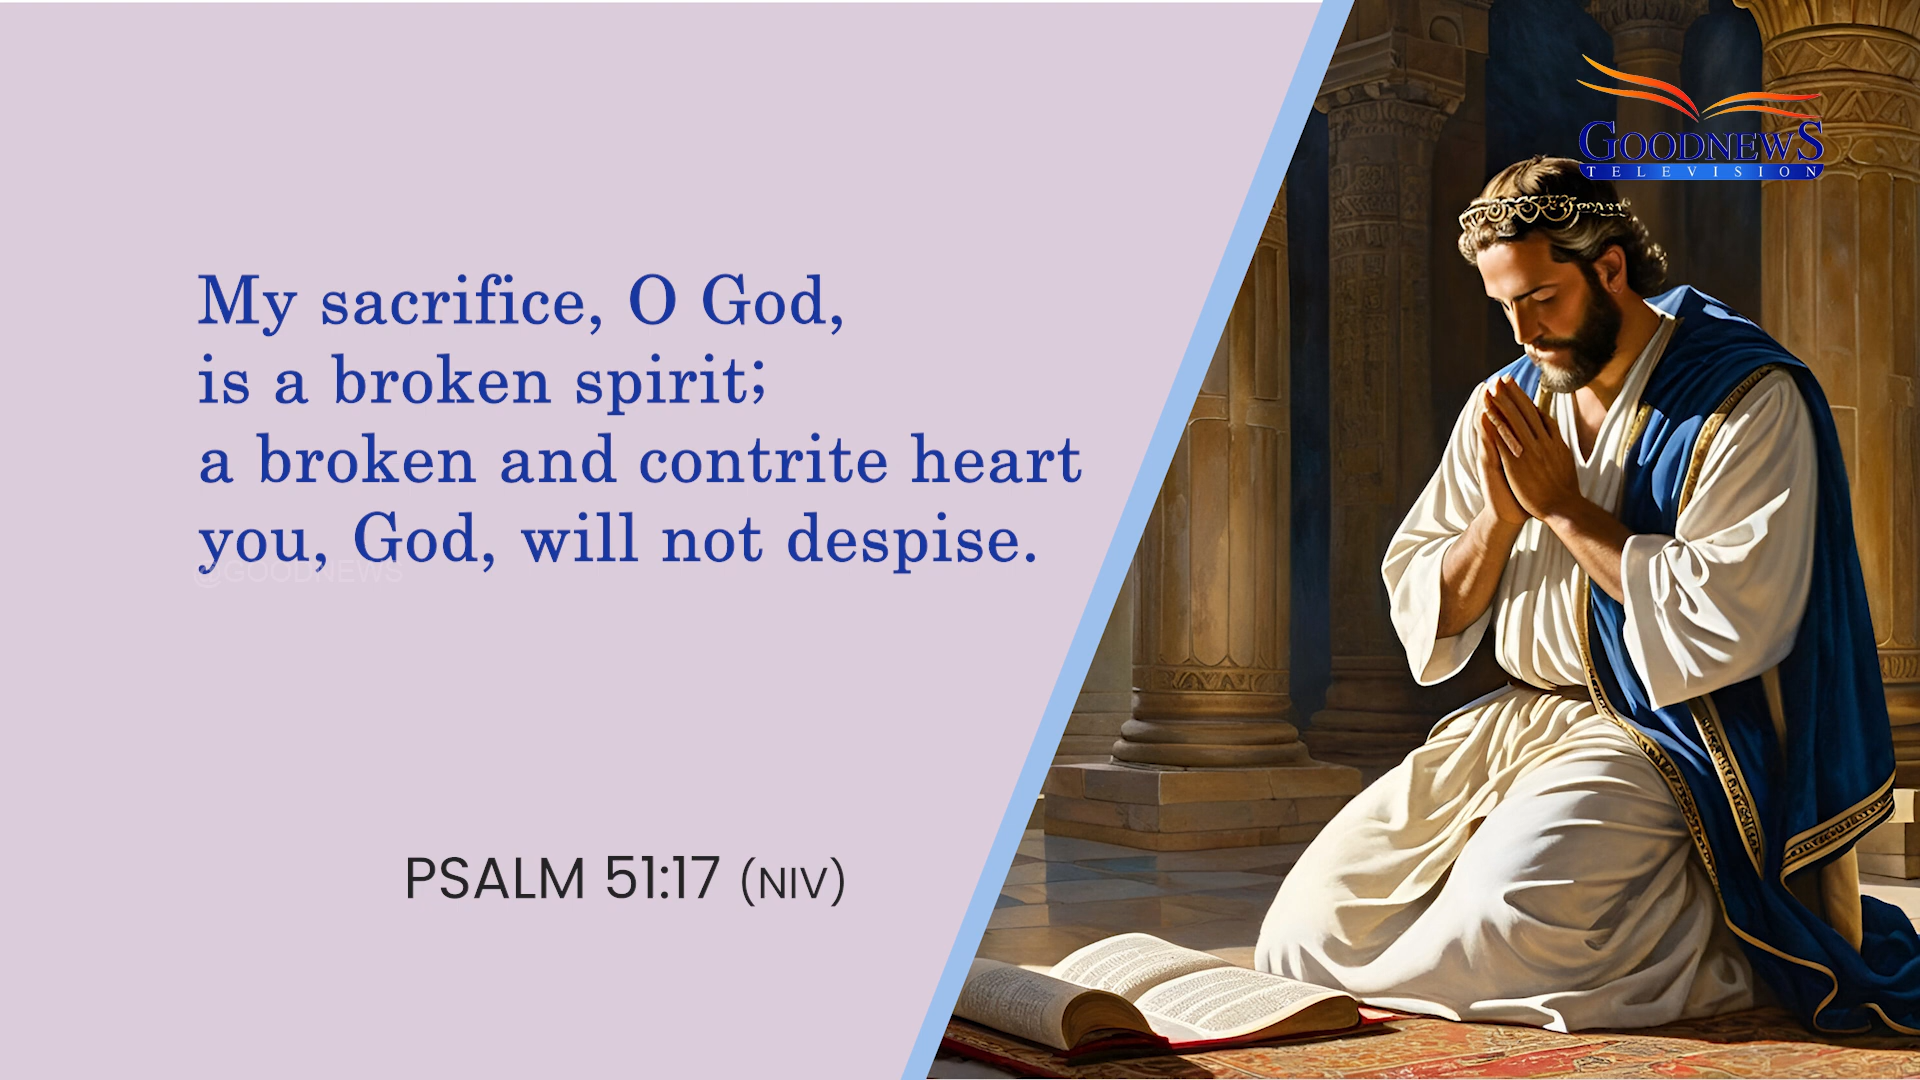 GOODNEWS
TELEVISION
My sacrifice, O God,
is a broken spirit;
a broken and contrite heart
you, God, will not despise.
@GOODNEWS
PSALM 51:17 (NIV)